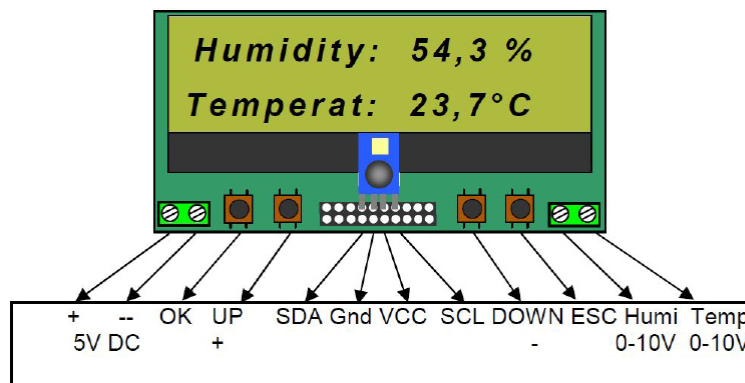 Humidity: 54,3 %
Temperat: 23,7°C
+ -- OK UP SDA Gnd VCC SCL DOWN ESC Humi Temp
5V DC + - 0-10V 0-10V